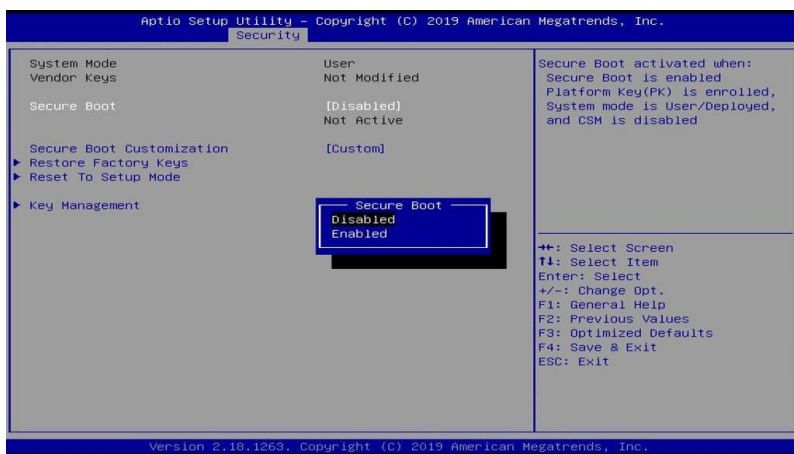 Aptio Setup Utility – Copyright (C) 2019 American Megatrends, Inc.
Security
System Mode User
Vendor Keys Not Modified
Secure Boot [Disabled]
Not Active
Secure Boot Customization [Custom]
Restore Factory Keys
Reset To Setup Mode
Key Management
Secure Boot
Disabled
Enabled
Secure Boot activated when:
Secure Boot is enabled
Platform Key(PK) is enrolled,
System mode is User/Deployed,
and CSM is disabled
→←: Select Screen
↑↓: Select Item
Enter: Select
+/-: Change Opt.
F1: General Help
F2: Previous Values
F3: Optimized Defaults
F4: Save & Exit
ESC: Exit
Version 2.18.1263. Copyright (C) 2019 American Megatrends, Inc.